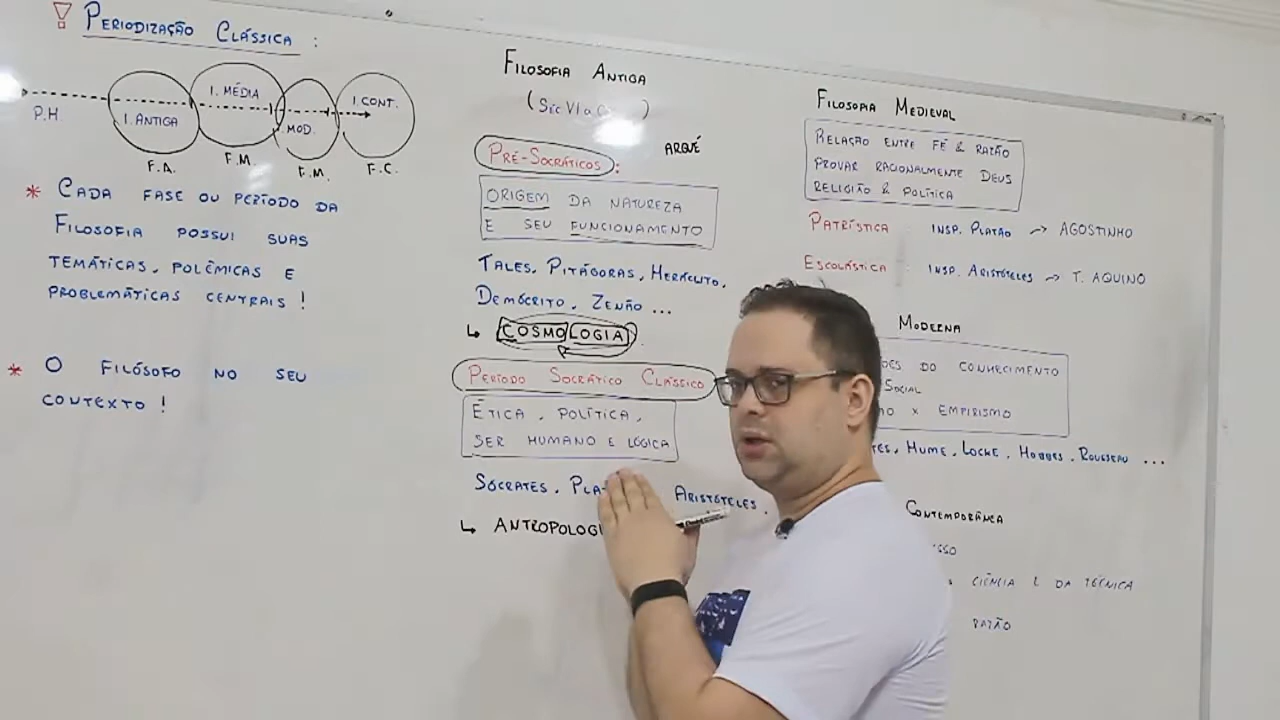 ! PERIODIZAÇÃO CLÁSSICA :
P.H
I. ANTIGA
I. MÉDIA
I. MOD.
I. CONT.
F.A.
F.M.
F.M.
F.C.
* CADA FASE OU PERÍODO DA
FILOSOFIA POSSUI SUAS
TEMÁTICAS, POLÊMICAS E
PROBLEMÁTICAS CENTRAIS !
* O FILÓSOFO NO SEU
CONTEXTO !
FILOSOFIA ANTIGA
(SÉC VI a
PRÉ-SOCRÁTICOS :
ARQUÉ
ORIGEM DA NATUREZA
E SEU FUNCIONAMENTO
TALES, PITÁGORAS, HERÁCLITO,
DEMÓCRITO, ZENÃO ...
↳ COSMOLOGIA
PERÍODO SOCRÁTICO CLÁSSICO
ÉTICA, POLÍTICA,
SER HUMANO E LÓGICA
SÓCRATES, ARISTÓTELES.
FILOSOFIA MEDIEVAL
RELAÇÃO ENTRE FÉ & RAZÃO
PROVAR RACIONALMENTE DEUS
RELIGIÃO & POLÍTICA
PATRÍSTICA : INSP. PLATÃO → AGOSTINHO
ESCOLÁSTICA : INSP. ARISTÓTELES → T. AQUINO
MODERNA
DO CONHECIMENTO
SOCIAL
x EMPIRISMO
HUME, LOCKE, HOBBES, ROUSSEAU ...
CONTEMPORÂNEA
CIÊNCIA E DA TÉCNICA
RAZÃO